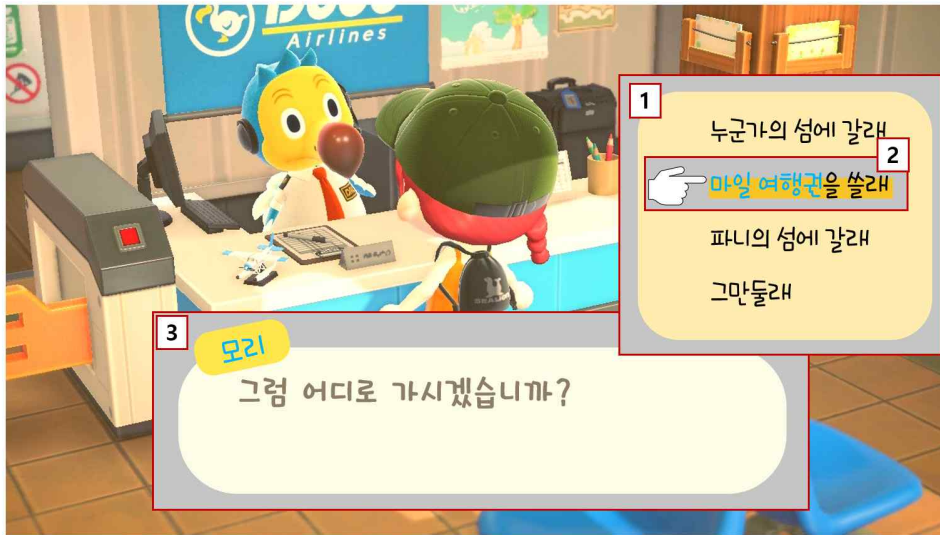 Airlines
1
누군가의 섬에 갈래
2
마일 여행권을 쓸래
파니의 섬에 갈래
그만둘래
3
모리
그럼 어디로 가시겠습니까?